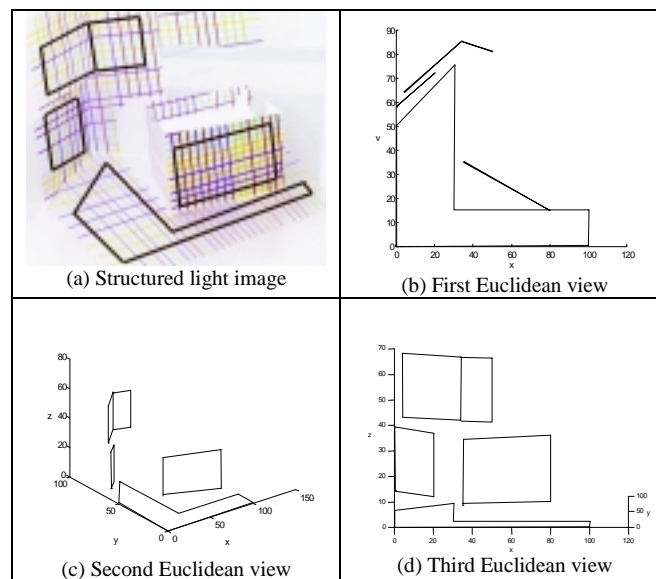 (a) Structured light image
90
80
70
60
50
40
30
20
10
0
v
0 20 40 60 80 100 120
x
(b) First Euclidean view
80
60
40
20
0
z
100
50
0
y
0
50
100
150
x
(c) Second Euclidean view
70
60
50
40
30
20
10
0
z
0 20 40 60 80 100 120
x
100
50
0
y
(d) Third Euclidean view